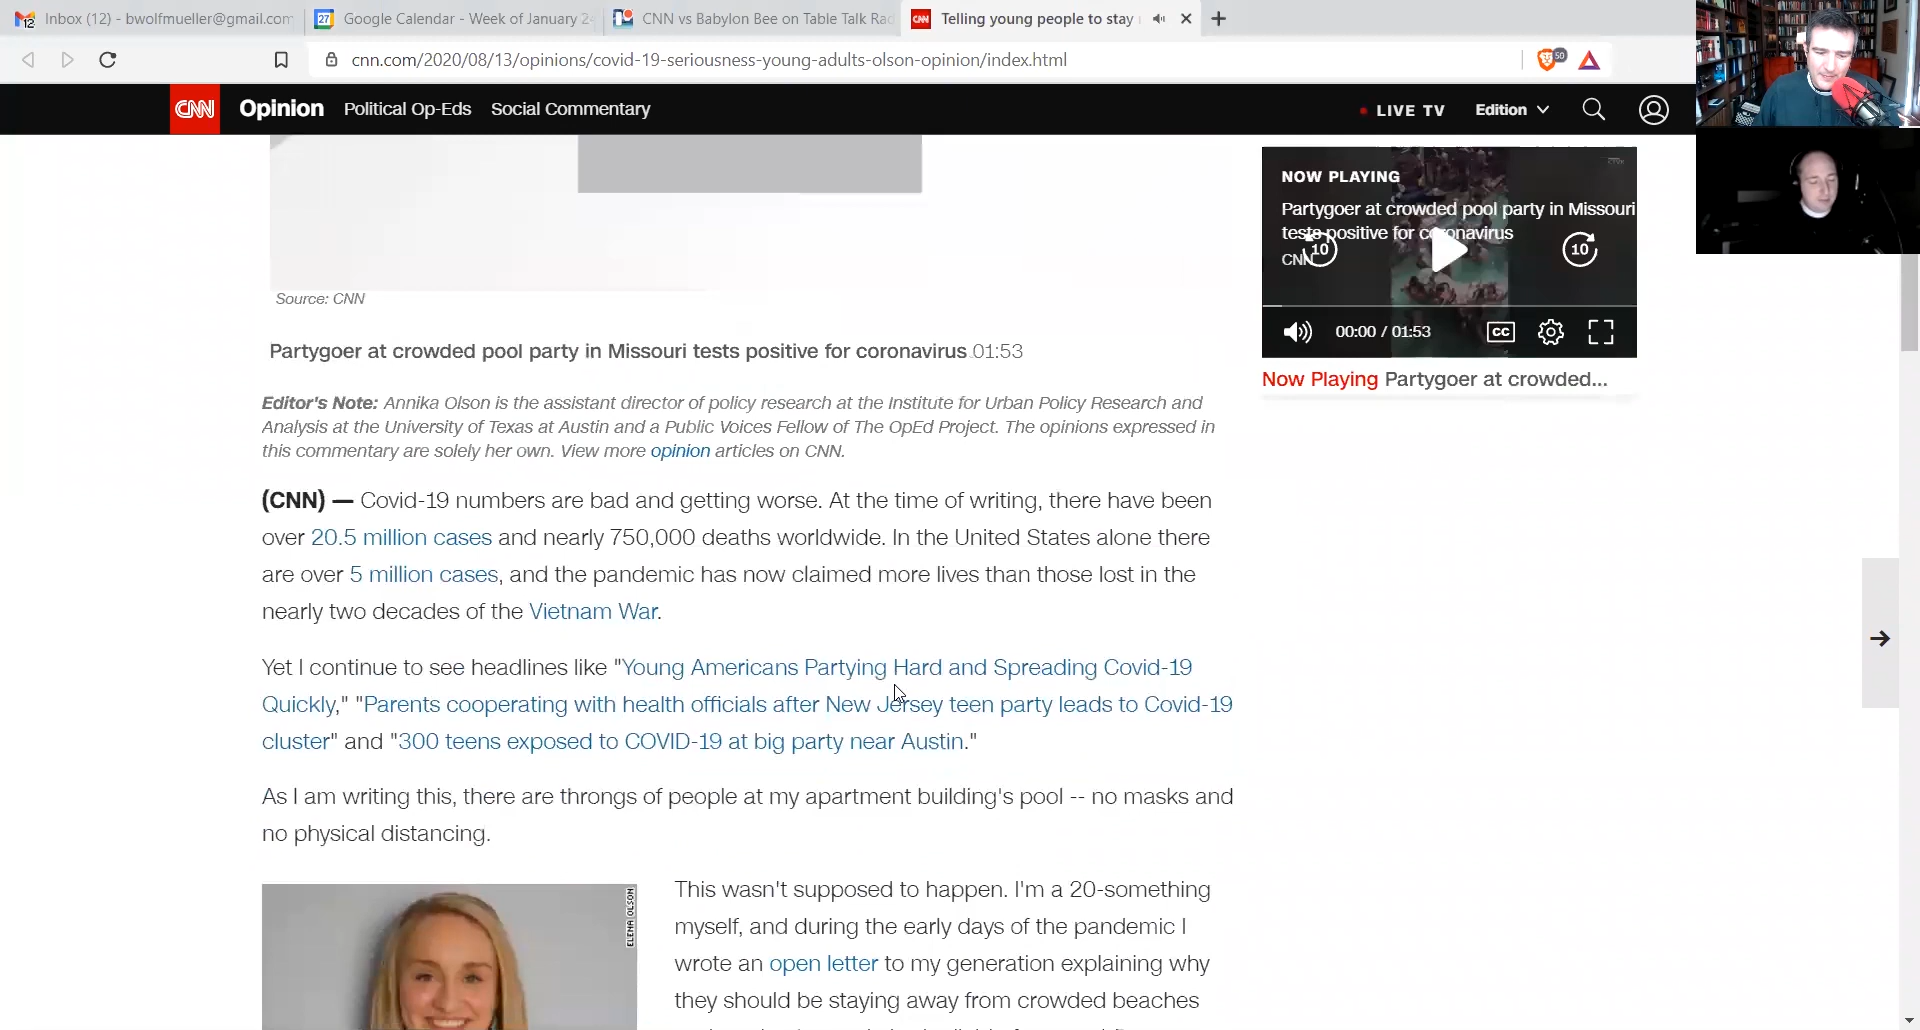 Inbox (12) - bwolfmueller@gmail.com
Google Calendar - Week of January 2
CNN vs Babylon Bee on Table Talk Rad
Telling young people to stay
cnn.com/2020/08/13/opinions/covid-19-seriousness-young-adults-olson-opinion/index.html
50
CNN Opinion Political Op-Eds Social Commentary
LIVE TV Edition
Source: CNN
Partygoer at crowded pool party in Missouri tests positive for coronavirus 01:53
Editor's Note: Annika Olson is the assistant director of policy research at the Institute for Urban Policy Research and
Analysis at the University of Texas at Austin and a Public Voices Fellow of The OpEd Project. The opinions expressed in
this commentary are solely her own. View more opinion articles on CNN.
(CNN) — Covid-19 numbers are bad and getting worse. At the time of writing, there have been
over 20.5 million cases and nearly 750,000 deaths worldwide. In the United States alone there
are over 5 million cases, and the pandemic has now claimed more lives than those lost in the
nearly two decades of the Vietnam War.
Yet I continue to see headlines like "Young Americans Partying Hard and Spreading Covid-19
Quickly," "Parents cooperating with health officials after New Jersey teen party leads to Covid-19
cluster" and "300 teens exposed to COVID-19 at big party near Austin."
As I am writing this, there are throngs of people at my apartment building's pool -- no masks and
no physical distancing.
ELENA OLSON
This wasn't supposed to happen. I'm a 20-something
myself, and during the early days of the pandemic I
wrote an open letter to my generation explaining why
they should be staying away from crowded beaches
NOW PLAYING
Partygoer at crowded pool party in Missouri
tests positive for coronavirus
CNN
10
10
00:00 / 01:53
CC
Now Playing Partygoer at crowded...